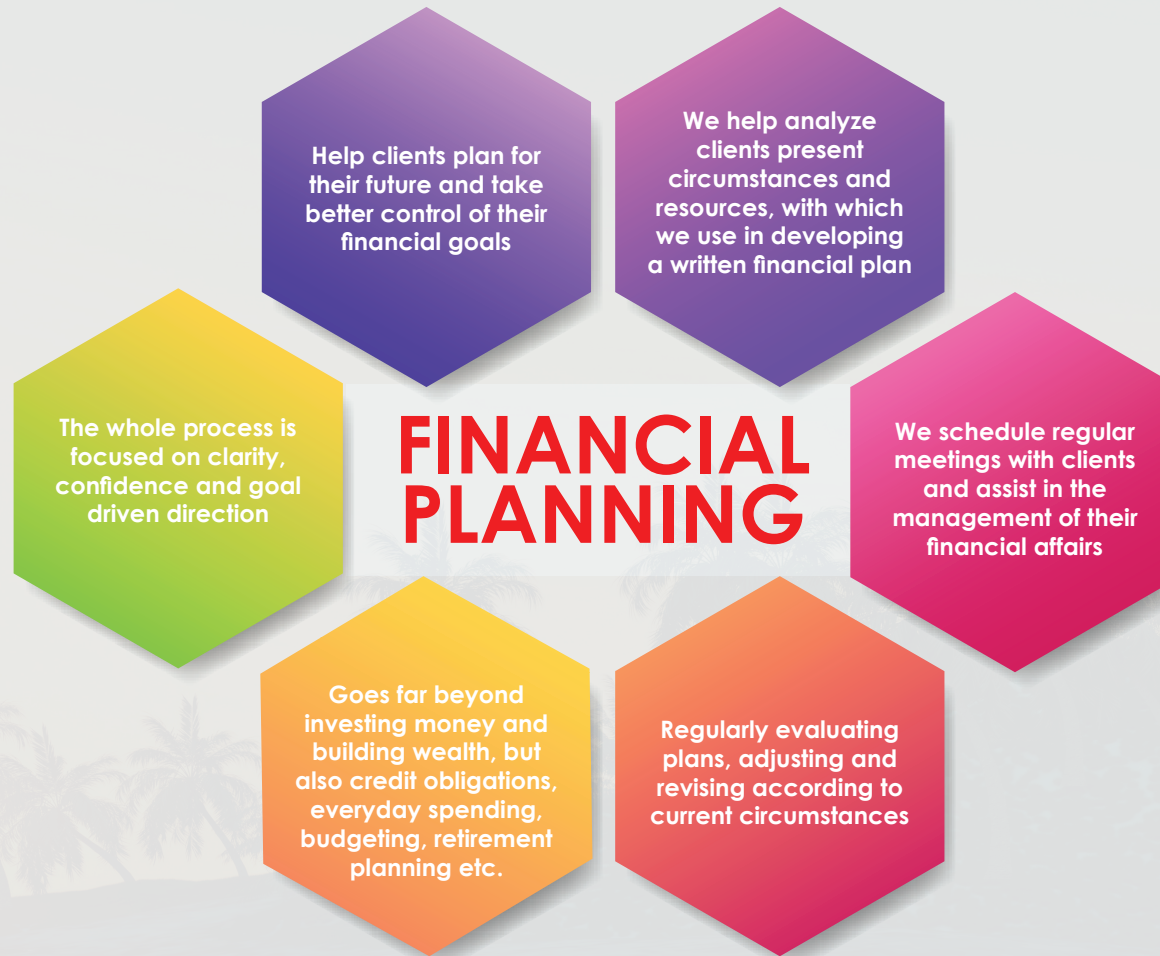 Help clients plan for
their future and take
better control of their
financial goals
We help analyze
clients present
circumstances and
resources, with which
we use in developing
a written financial plan
The whole process is
focused on clarity,
confidence and goal
driven direction
FINANCIAL
PLANNING
We schedule regular
meetings with clients
and assist in the
management of their
financial affairs
Goes far beyond
investing money and
building wealth, but
also credit obligations,
everyday spending,
budgeting, retirement
planning etc.
Regularly evaluating
plans, adjusting and
revising according to
current circumstances